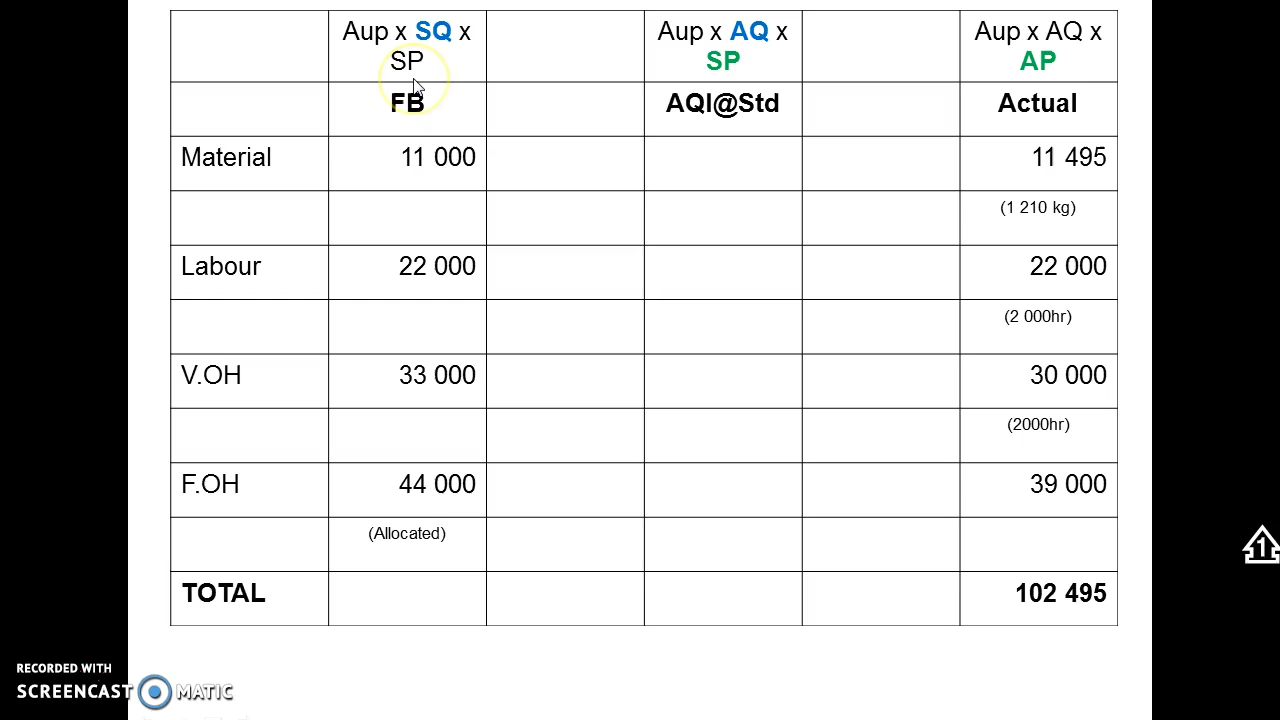 Aup x SQ x
SP
Aup x AQ x
SP
Aup x AQ x
AP
FB
AQI@Std
Actual
Material
11 000
11 495
(1 210 kg)
Labour
22 000
22 000
(2 000hr)
V.OH
33 000
30 000
(2000hr)
F.OH
44 000
39 000
(Allocated)
TOTAL
102 495
1
RECORDED WITH
SCREENCAST MATIC